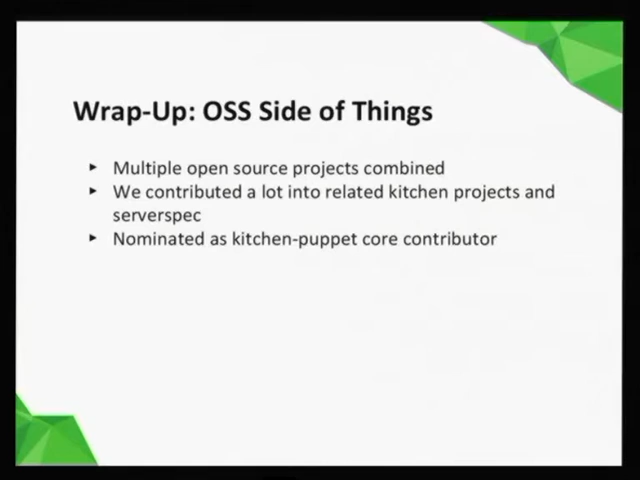 Wrap-Up: OSS Side of Things
Multiple open source projects combined
We contributed a lot into related kitchen projects and
serverspec
Nominated as kitchen-puppet core contributor